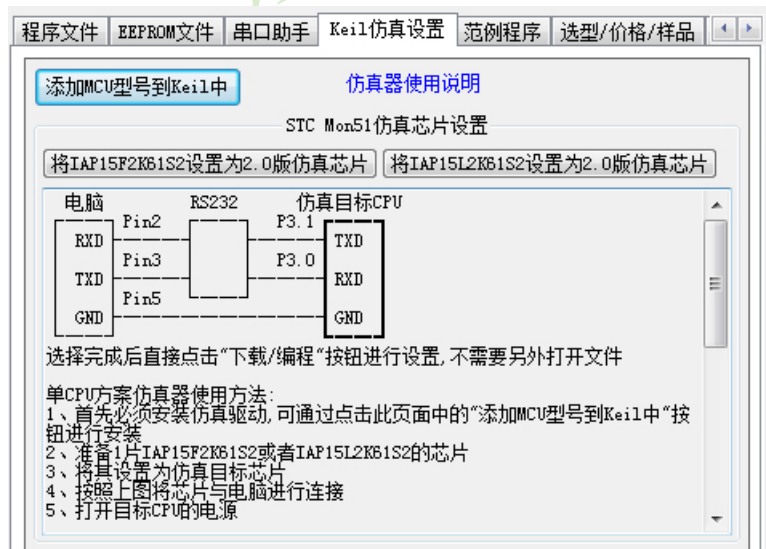 程序文件 EEPROM文件 串口助手 Keil仿真设置 范例程序 选型/价格/样品
添加MCU型号到Keil中 仿真器使用说明
STC Mon51仿真芯片设置
将IAP15F2K61S2设置为2.0版仿真芯片 将IAP15L2K61S2设置为2.0版仿真芯片
电脑 RS232 仿真目标CPU
Pin2 P3.1
RXD TXD
Pin3 P3.0
TXD RXD
Pin5
GND GND
选择完成后直接点击“下载/编程”按钮进行设置,不需要另外打开文件
单CPU方案仿真器使用方法:
1、首先必须安装仿真驱动,可通过点击此页面中的“添加MCU型号到Keil中”按
钮进行安装
2、准备1片IAP15F2K61S2或者IAP15L2K61S2的芯片
3、将其设置为仿真目标芯片
4、按照上图将芯片与电脑进行连接
5、打开目标CPU的电源